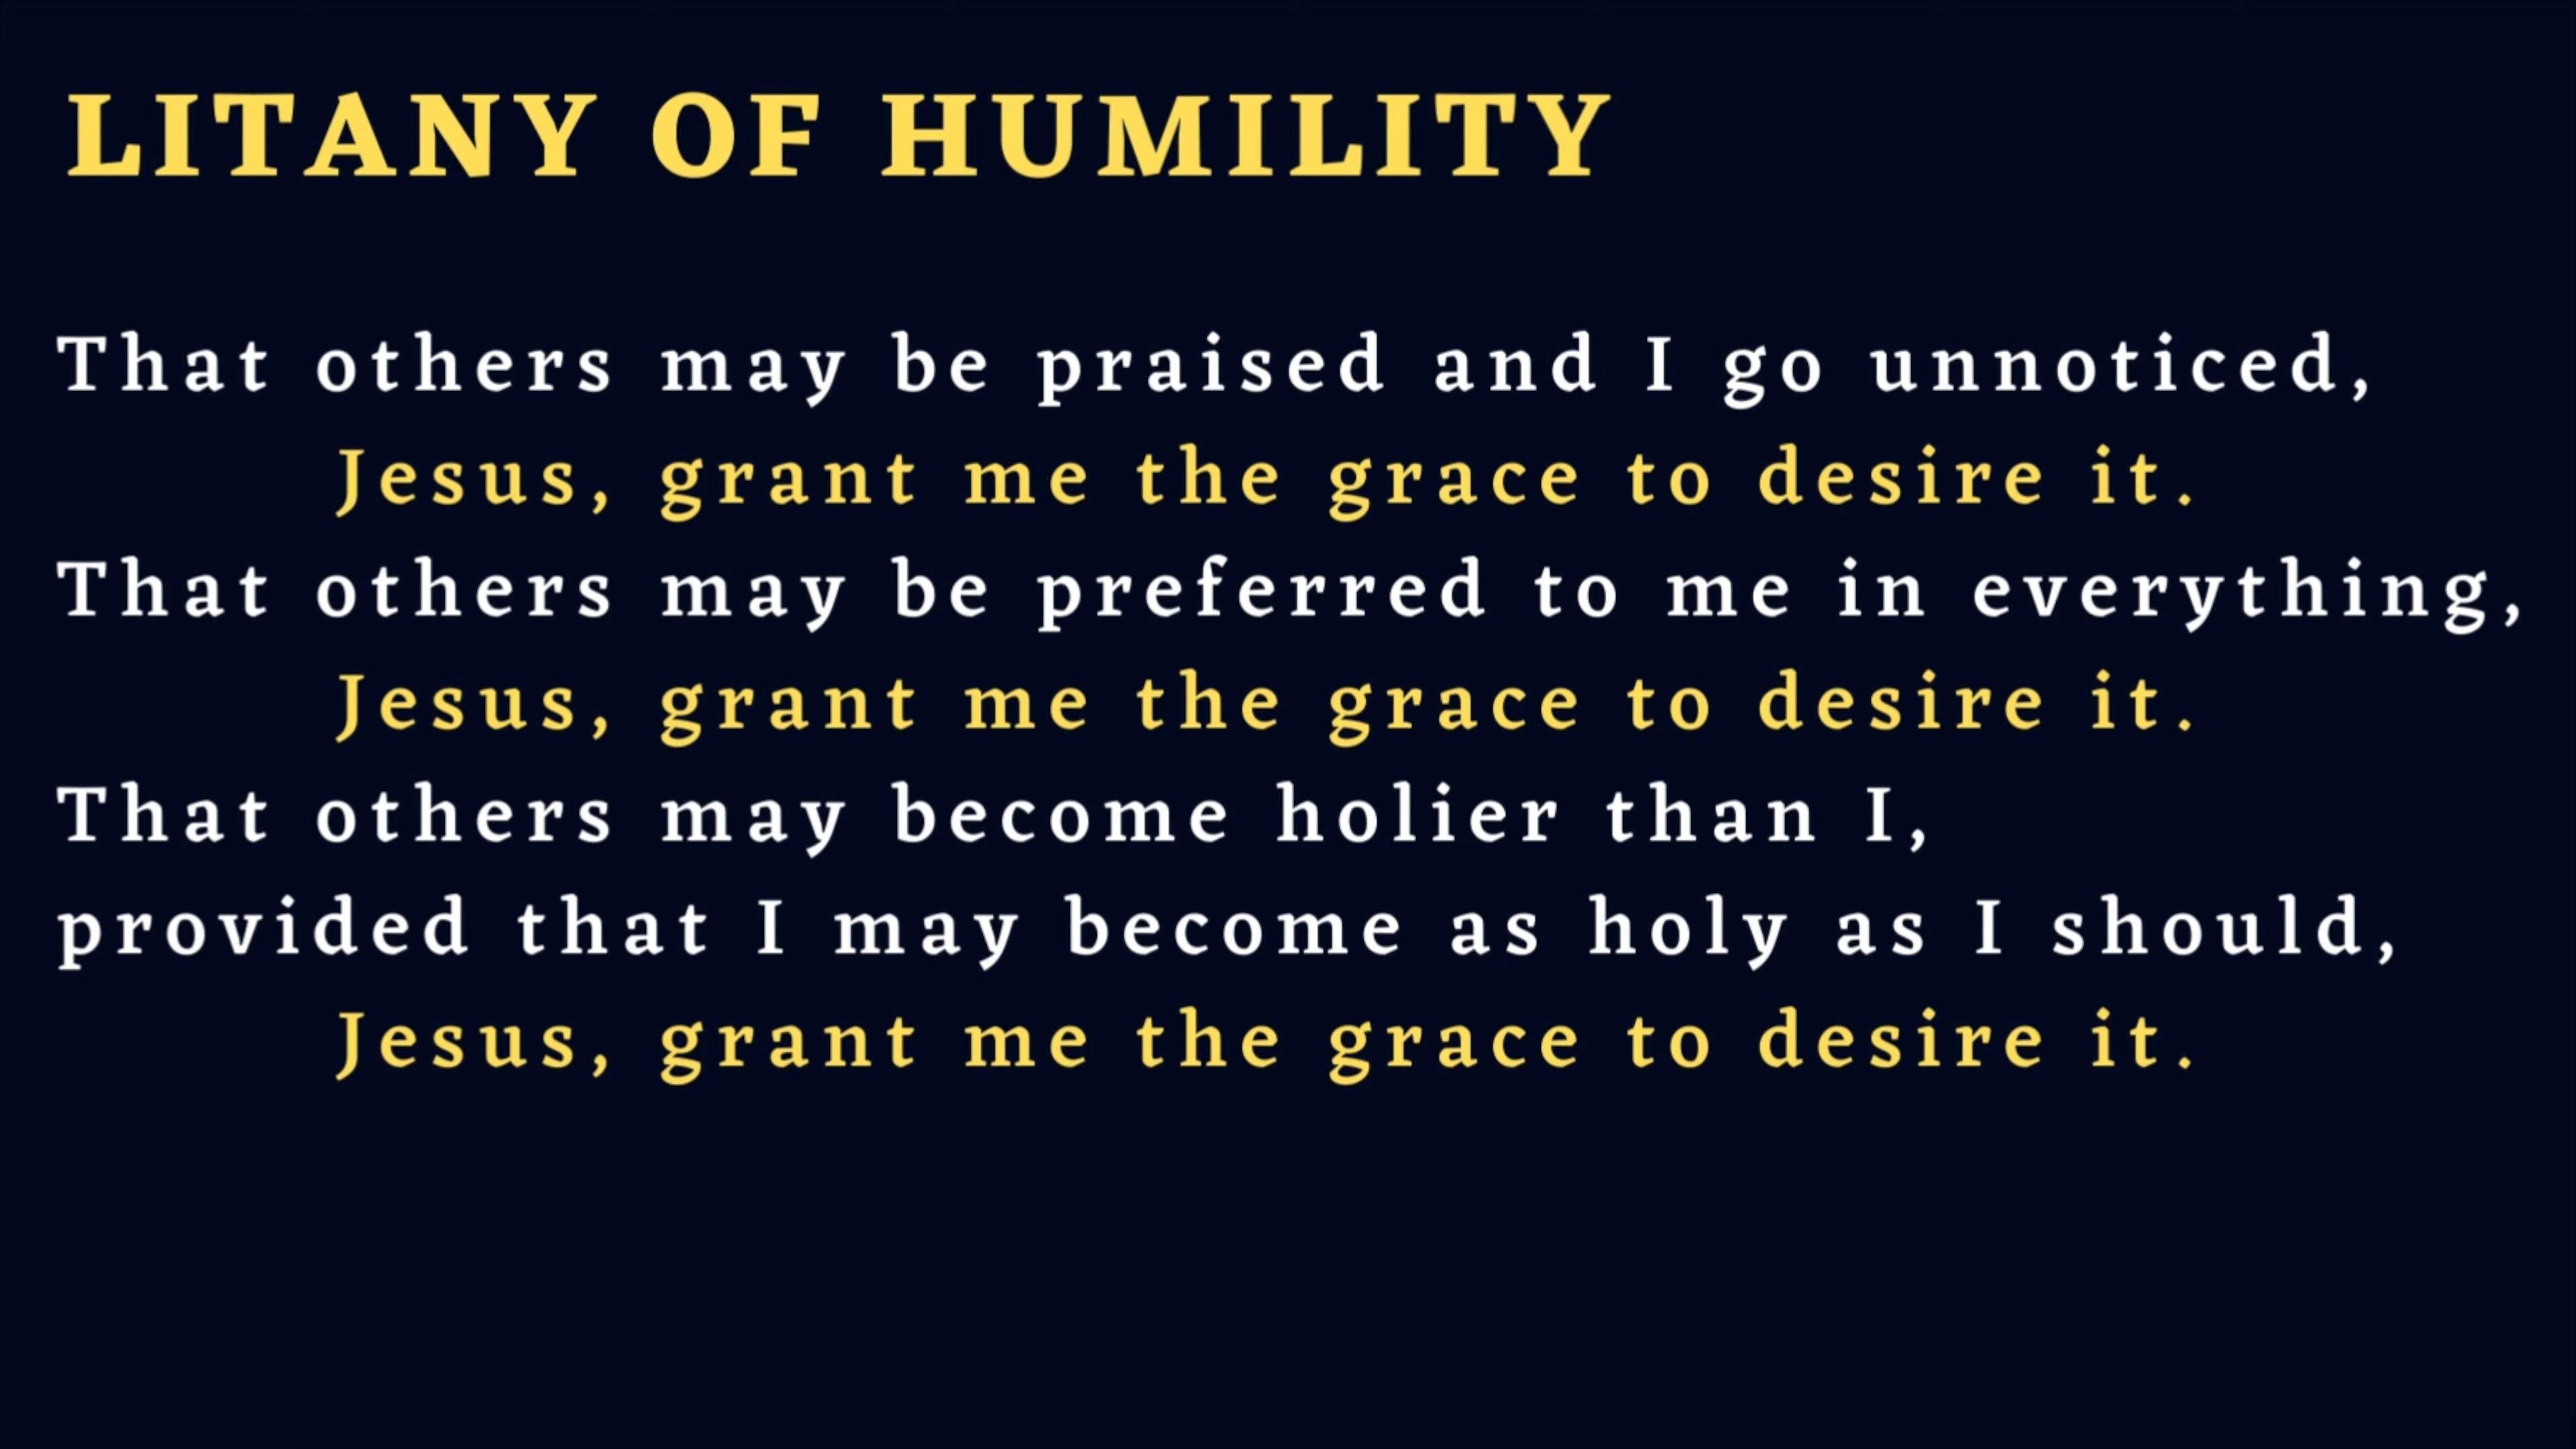 LITANY OF HUMILITY
That others may be praised and I go unnoticed,
Jesus, grant me the grace to desire it.
That others may be preferred to me in everything,
Jesus, grant me the grace to desire it.
That others may become holier than I,
provided that I may become as holy as I should,
Jesus, grant me the grace to desire it.